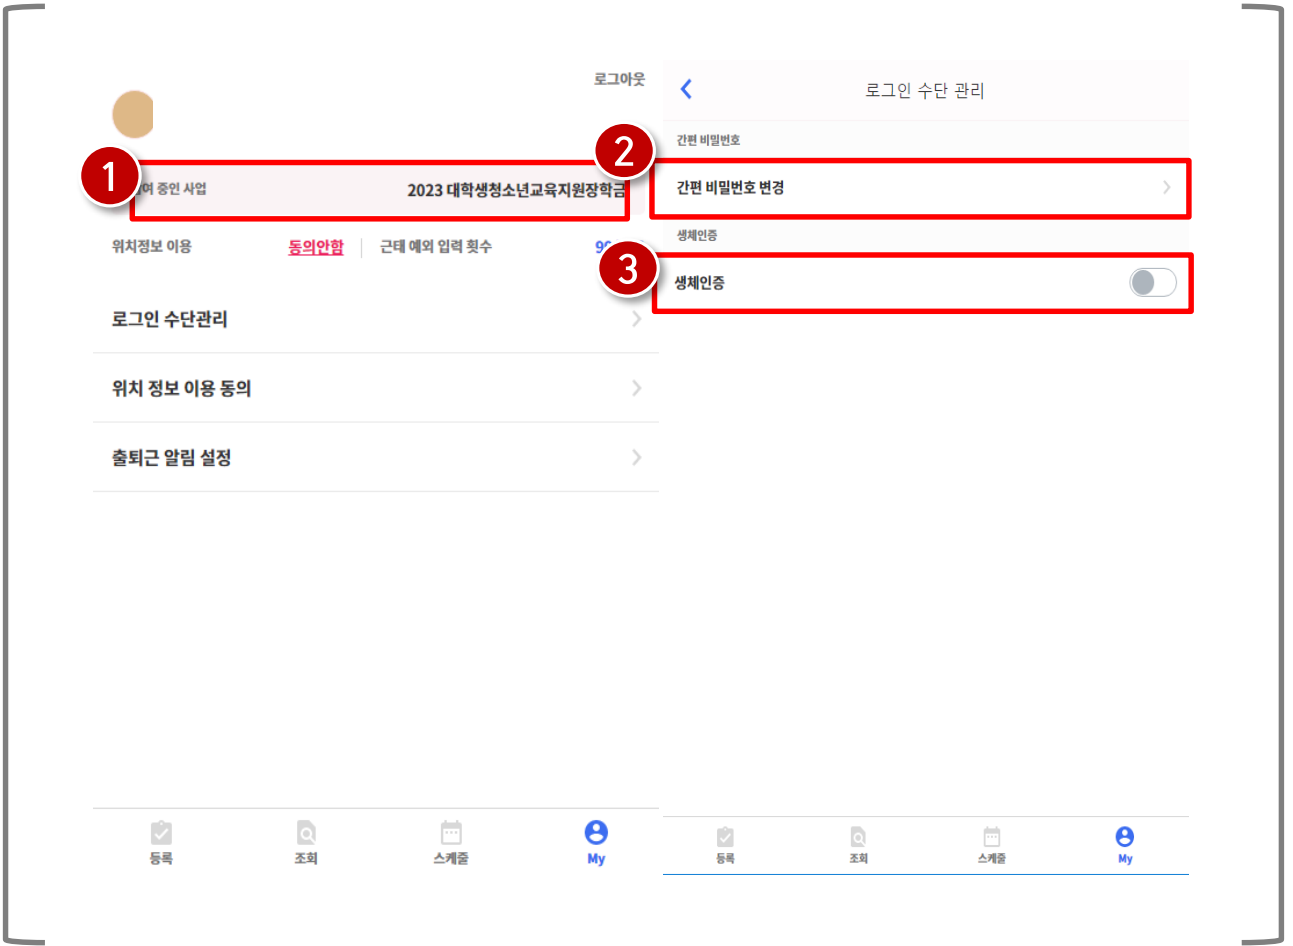 로그아웃
1
여 중인 사업
2023 대학생청소년교육지원장학금
위치정보 이용
동의안함
근태 예외 입력 횟수
로그인 수단관리
위치 정보 이용 동의
출퇴근 알림 설정
등록
조회
스케줄
My
로그인 수단 관리
간편 비밀번호
2
간편 비밀번호 변경
생체인증
3
생체인증
등록
조회
스케줄
My